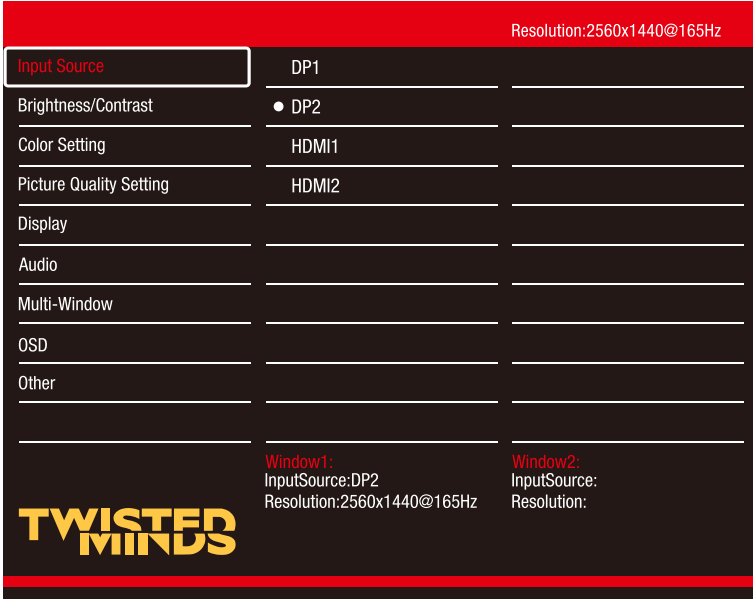 Resolution:2560x1440@165Hz
Input Source
DP1
Brightness/Contrast
DP2
Color Setting
HDMI1
Picture Quality Setting
HDMI2
Display
Audio
Multi-Window
OSD
Other
Window1:
InputSource:DP2
Resolution:2560x1440@165Hz
Window2:
InputSource:
Resolution:
TWISTED
MINDS